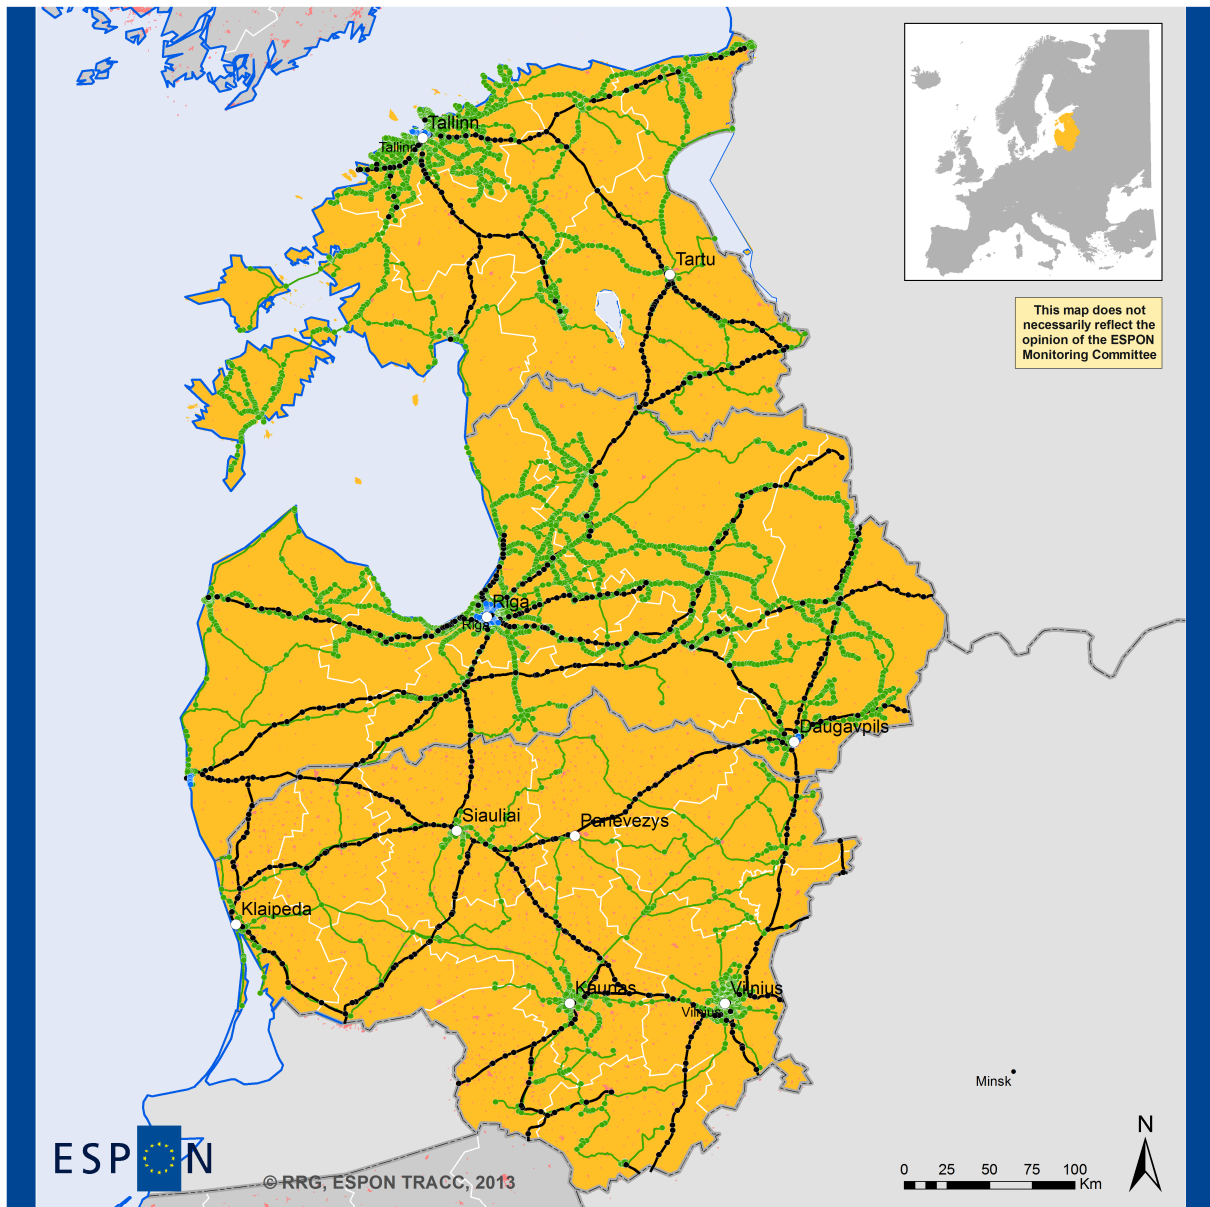 This map does not
necessarily reflect the
opinion of the ESPON
Monitoring Committee
Tallinn
Tallinn
Tartu
Riga
Riga
Daugavpils
Siauliai
Panevezys
Klaipeda
Kaunas
Vilnius
Vilnius
Minsk
N
0 25 50 75 100
Km
ESPON
© RRG, ESPON TRACC, 2013